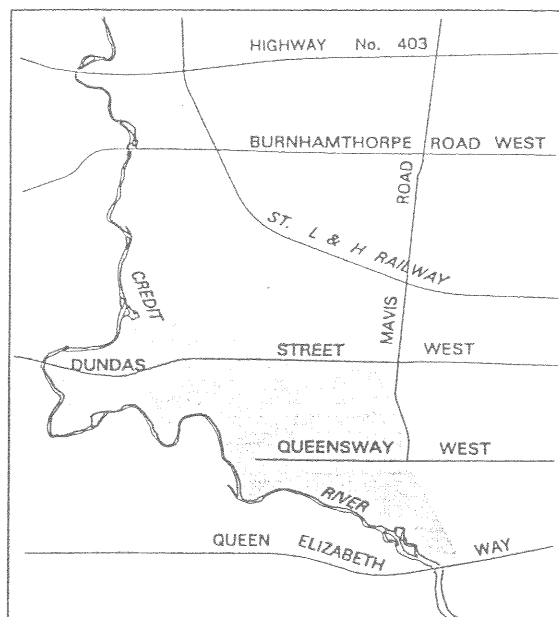 HIGHWAY No. 403
BURNHAMTHORPE ROAD WEST
ROAD
ST. L & H RAILWAY
CREDIT
MAVIS
DUNDAS STREET WEST
QUEENSWAY WEST
RIVER
QUEEN ELIZABETH WAY